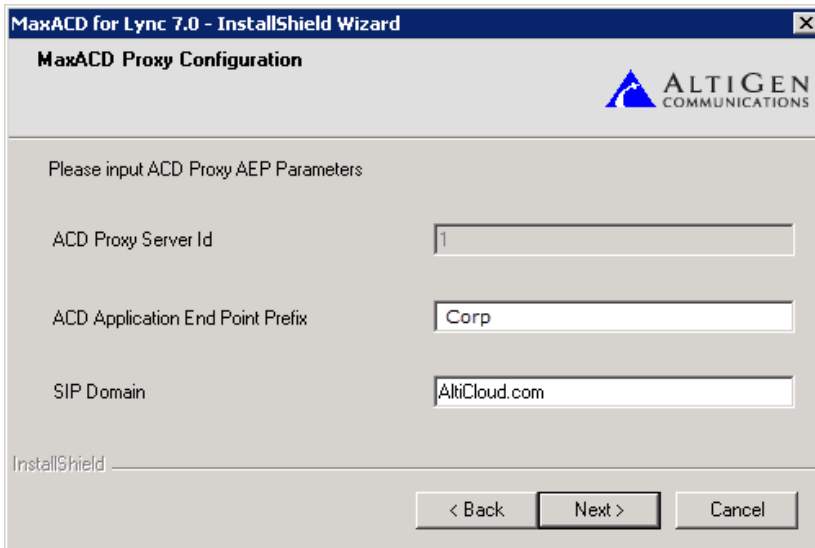 MaxACD for Lync 7.0 - InstallShield Wizard
MaxACD Proxy Configuration
ALTIGEN
COMMUNICATIONS
Please input ACD Proxy AEP Parameters
ACD Proxy Server Id
1
ACD Application End Point Prefix
Corp
SIP Domain
AltiCloud.com
InstallShield
< Back
Next >
Cancel